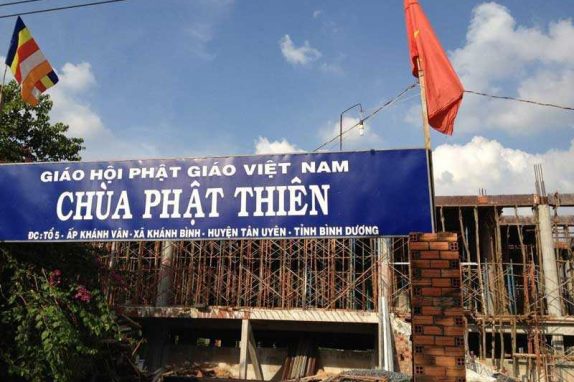 GIÁO HỘI PHẬT GIÁO VIỆT NAM
CHÙA PHẬT THIÊN
ĐC: TỔ 5 - ẤP KHÁNH VÂN - XÃ KHÁNH BÌNH - HUYỆN TÂN UYÊN - TỈNH BÌNH DƯƠNG